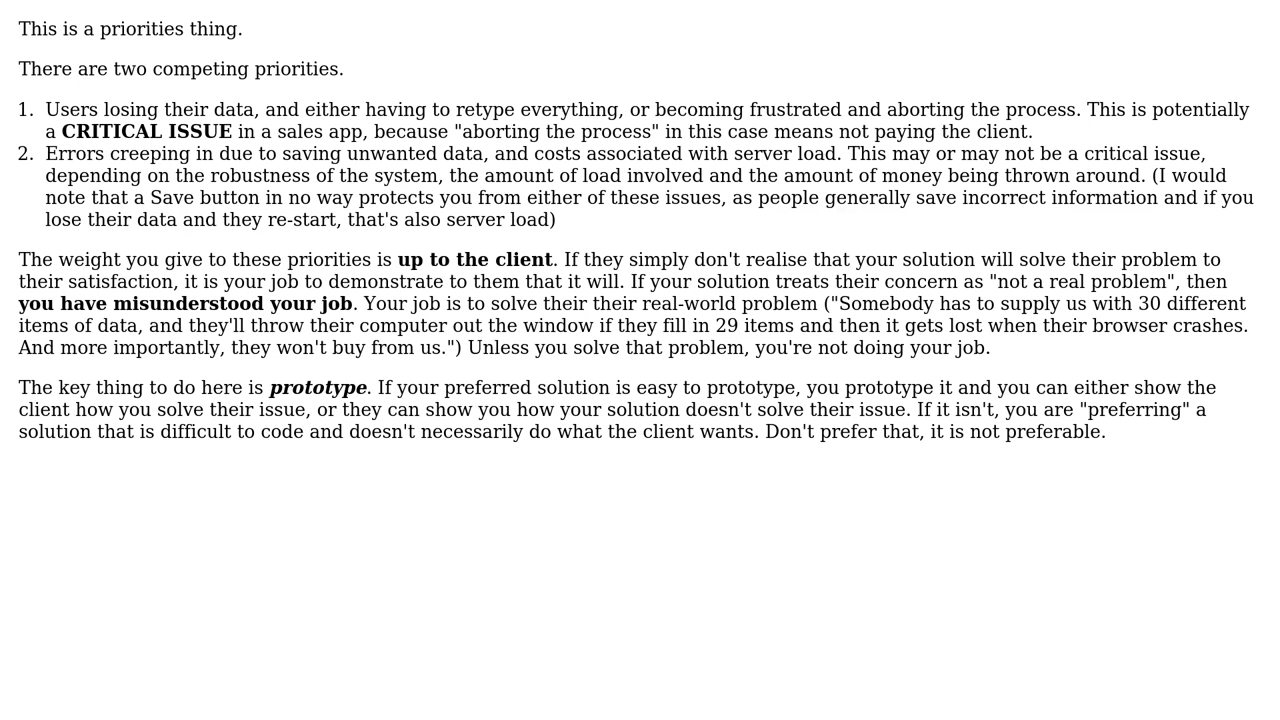 This is a priorities thing.
There are two competing priorities.
1. Users losing their data, and either having to retype everything, or becoming frustrated and aborting the process. This is potentially
a CRITICAL ISSUE in a sales app, because "aborting the process" in this case means not paying the client.
2. Errors creeping in due to saving unwanted data, and costs associated with server load. This may or may not be a critical issue,
depending on the robustness of the system, the amount of load involved and the amount of money being thrown around. (I would
note that a Save button in no way protects you from either of these issues, as people generally save incorrect information and if you
lose their data and they re-start, that's also server load)
The weight you give to these priorities is up to the client. If they simply don't realise that your solution will solve their problem to
their satisfaction, it is your job to demonstrate to them that it will. If your solution treats their concern as "not a real problem", then
you have misunderstood your job. Your job is to solve their their real-world problem ("Somebody has to supply us with 30 different
items of data, and they'll throw their computer out the window if they fill in 29 items and then it gets lost when their browser crashes.
And more importantly, they won't buy from us.") Unless you solve that problem, you're not doing your job.
The key thing to do here is prototype. If your preferred solution is easy to prototype, you prototype it and you can either show the
client how you solve their issue, or they can show you how your solution doesn't solve their issue. If it isn't, you are "preferring" a
solution that is difficult to code and doesn't necessarily do what the client wants. Don't prefer that, it is not preferable.